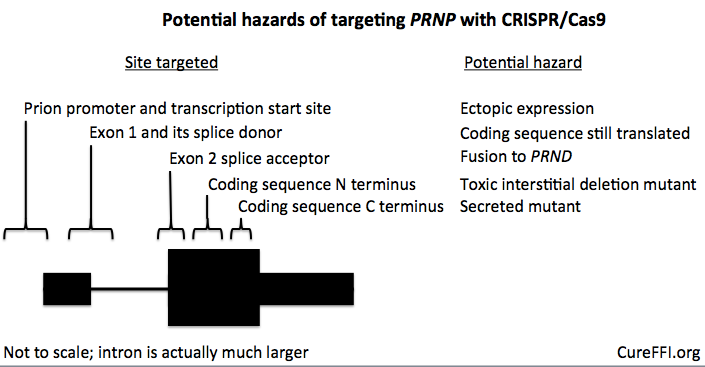 Potential hazards of targeting PRNP with CRISPR/Cas9
Site targeted Potential hazard
Prion promoter and transcription start site Ectopic expression
Exon 1 and its splice donor Coding sequence still translated
Exon 2 splice acceptor Fusion to PRND
Coding sequence N terminus Toxic interstitial deletion mutant
Coding sequence C terminus Secreted mutant
Not to scale; intron is actually much larger CureFFI.org